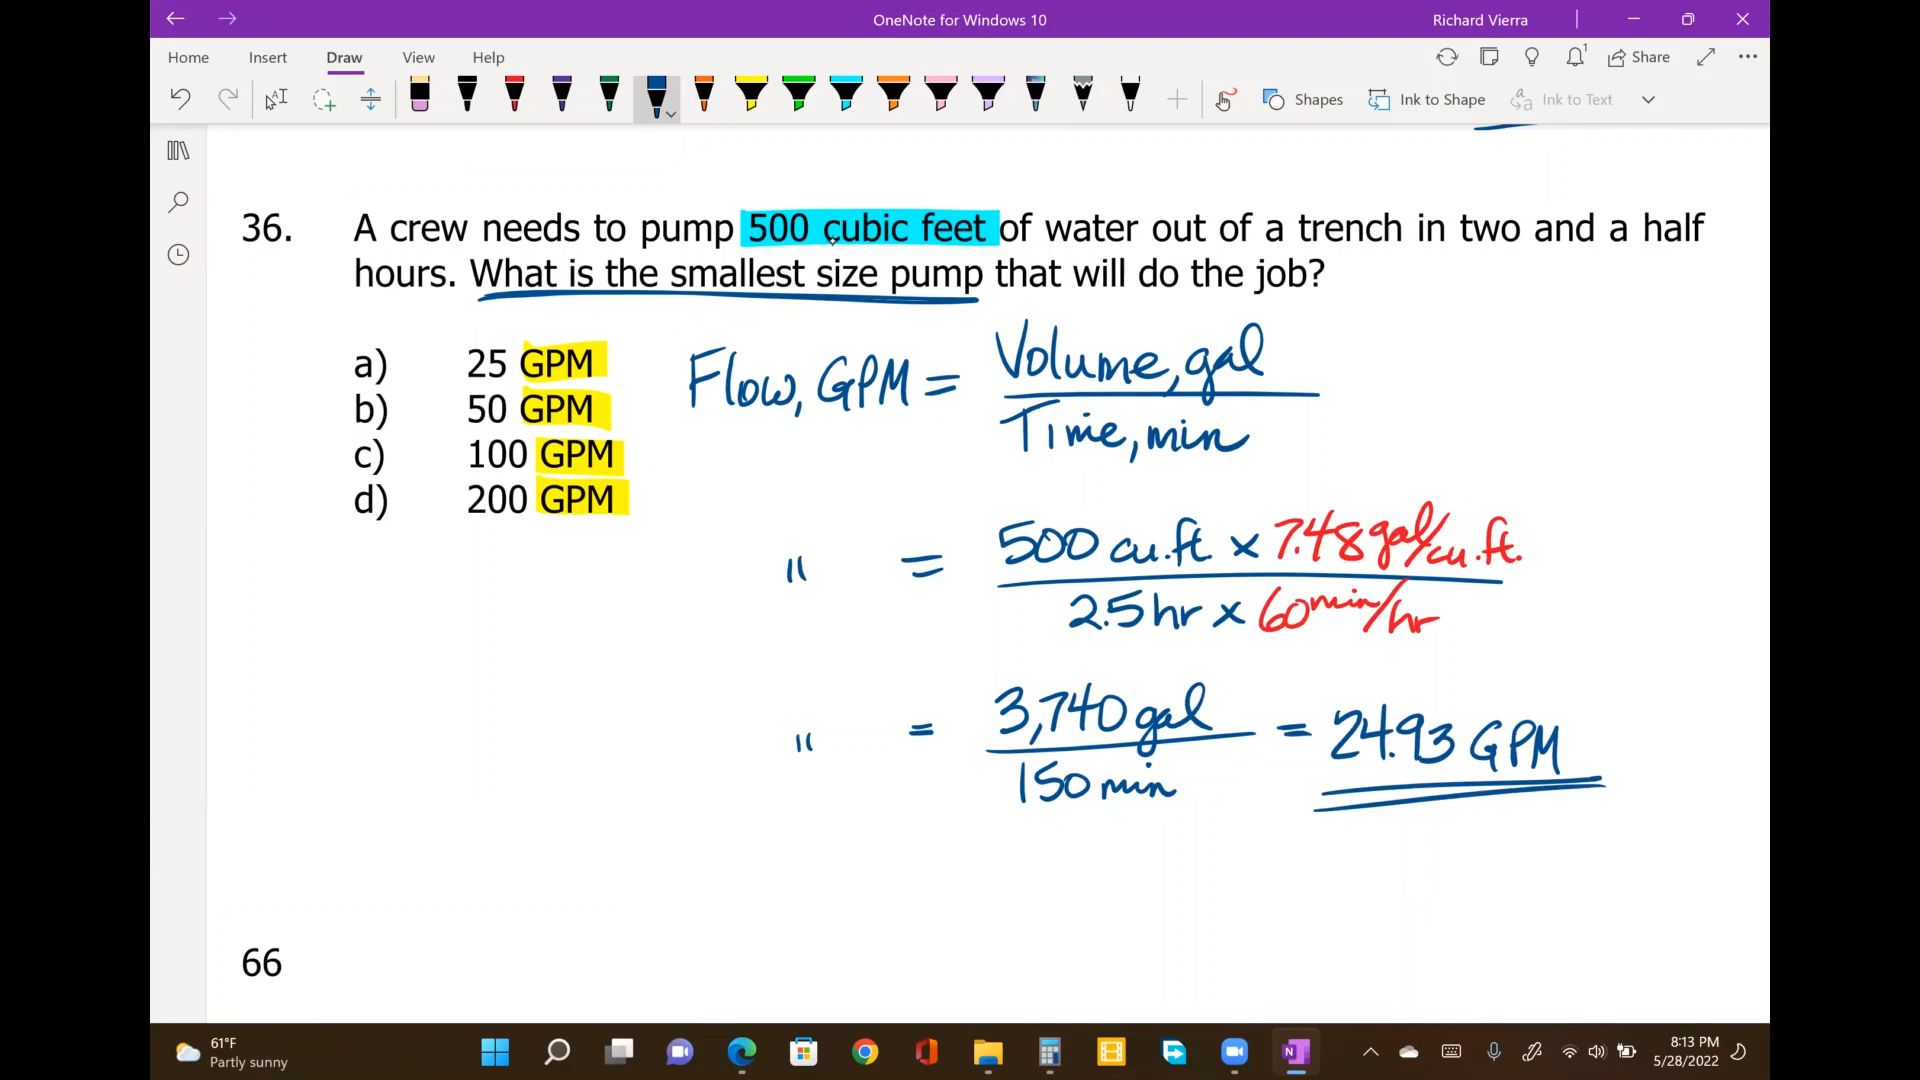 OneNote for Windows 10
Richard Vierra
Home Insert Draw View Help
1
Share
Shapes
Ink to Shape
Ink to Text
36. A crew needs to pump 500 cubic feet of water out of a trench in two and a half
hours. What is the smallest size pump that will do the job?
a) 25 GPM
b) 50 GPM
c) 100 GPM
d) 200 GPM
Flow, GPM = Volume, gal
Time, min
" = 500 cu.ft × 7.48 gal/cu.ft.
2.5 hr × 60 min/hr
" = 3,740 gal = 24.93 GPM
150 min
66
61°F
Partly sunny
8:13 PM
5/28/2022